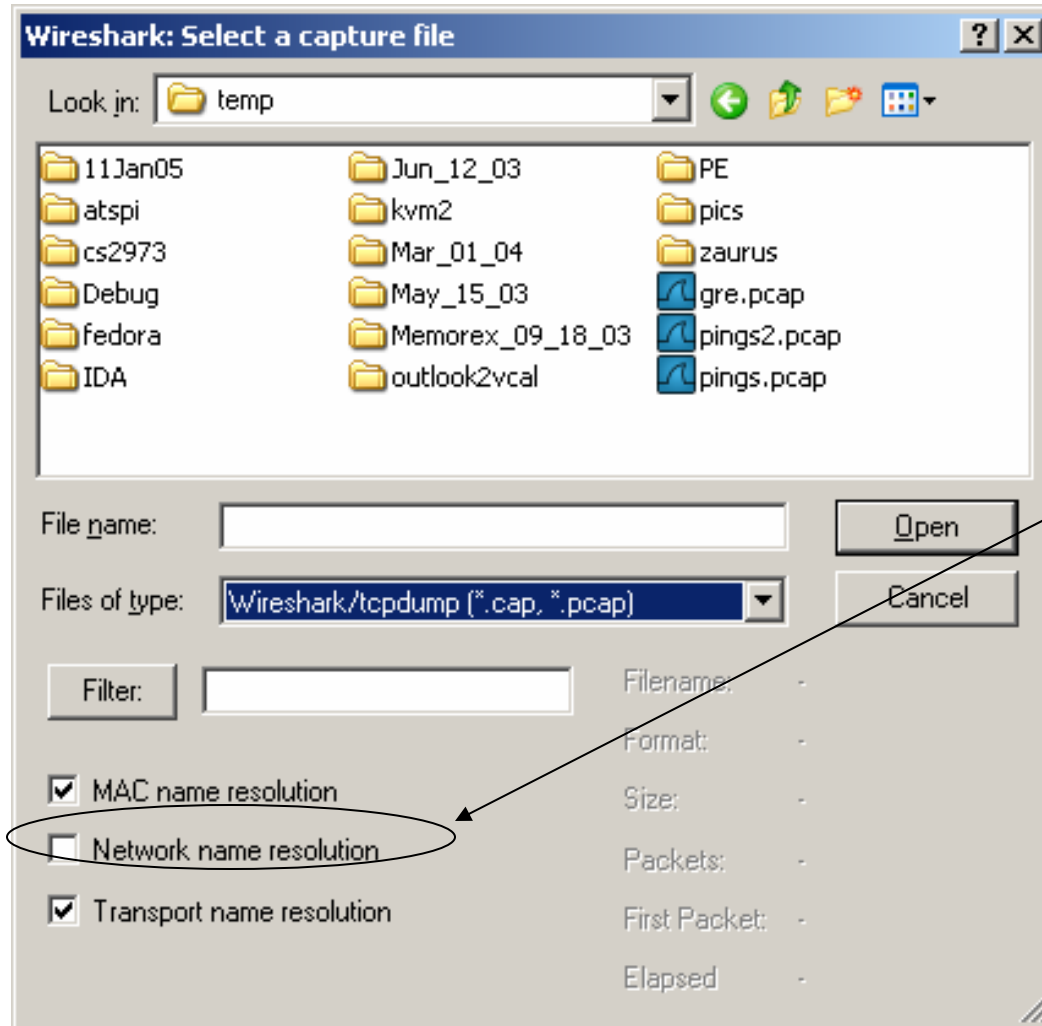 Wireshark: Select a capture file
Look in: temp
11Jan05 Jun_12_03 PE
atspi kvm2 pics
cs2973 Mar_01_04 zaurus
Debug May_15_03 gre.pcap
fedora Memorex_09_18_03 pings2.pcap
IDA outlook2vcal pings.pcap
File name: Open
Files of type: Wireshark/tcpdump (*.cap, *.pcap) Cancel
Filter: Filename: -
Format: -
MAC name resolution Size: -
Network name resolution Packets: -
Transport name resolution First Packet: -
Elapsed -